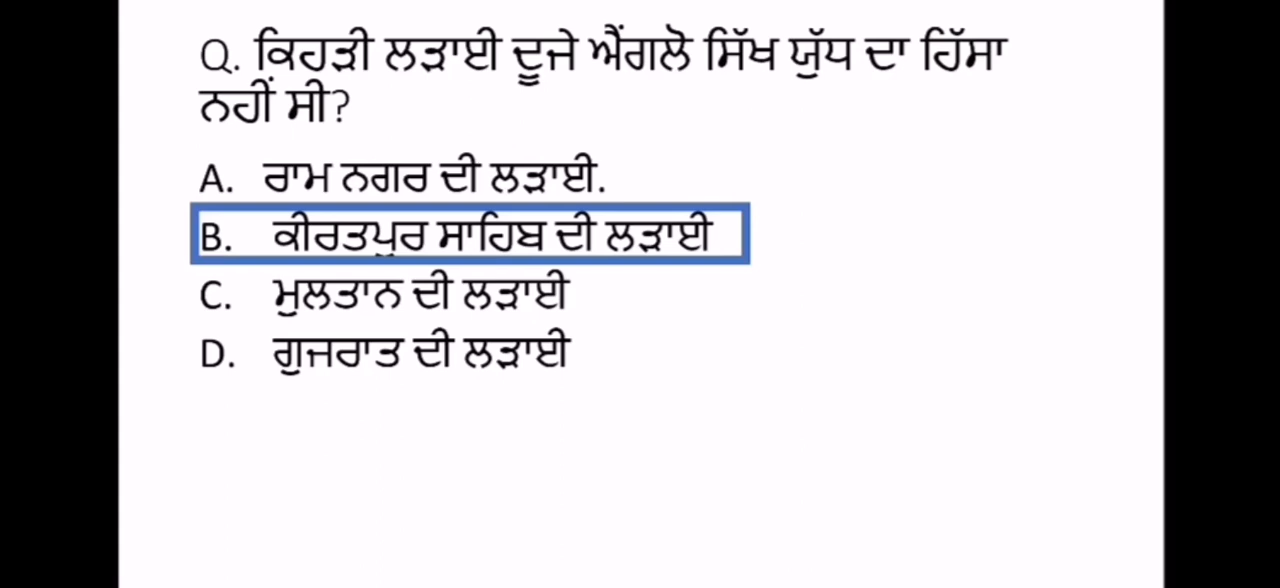 Q. ਕਿਹੜੀ ਲੜਾਈ ਦੂਜੇ ਐਂਗਲੋ ਸਿੱਖ ਯੁੱਧ ਦਾ ਹਿੱਸਾ
ਨਹੀਂ ਸੀ?
A. ਰਾਮ ਨਗਰ ਦੀ ਲੜਾਈ.
B. ਕੀਰਤਪੁਰ ਸਾਹਿਬ ਦੀ ਲੜਾਈ
C. ਮੁਲਤਾਨ ਦੀ ਲੜਾਈ
D. ਗੁਜਰਾਤ ਦੀ ਲੜਾਈ